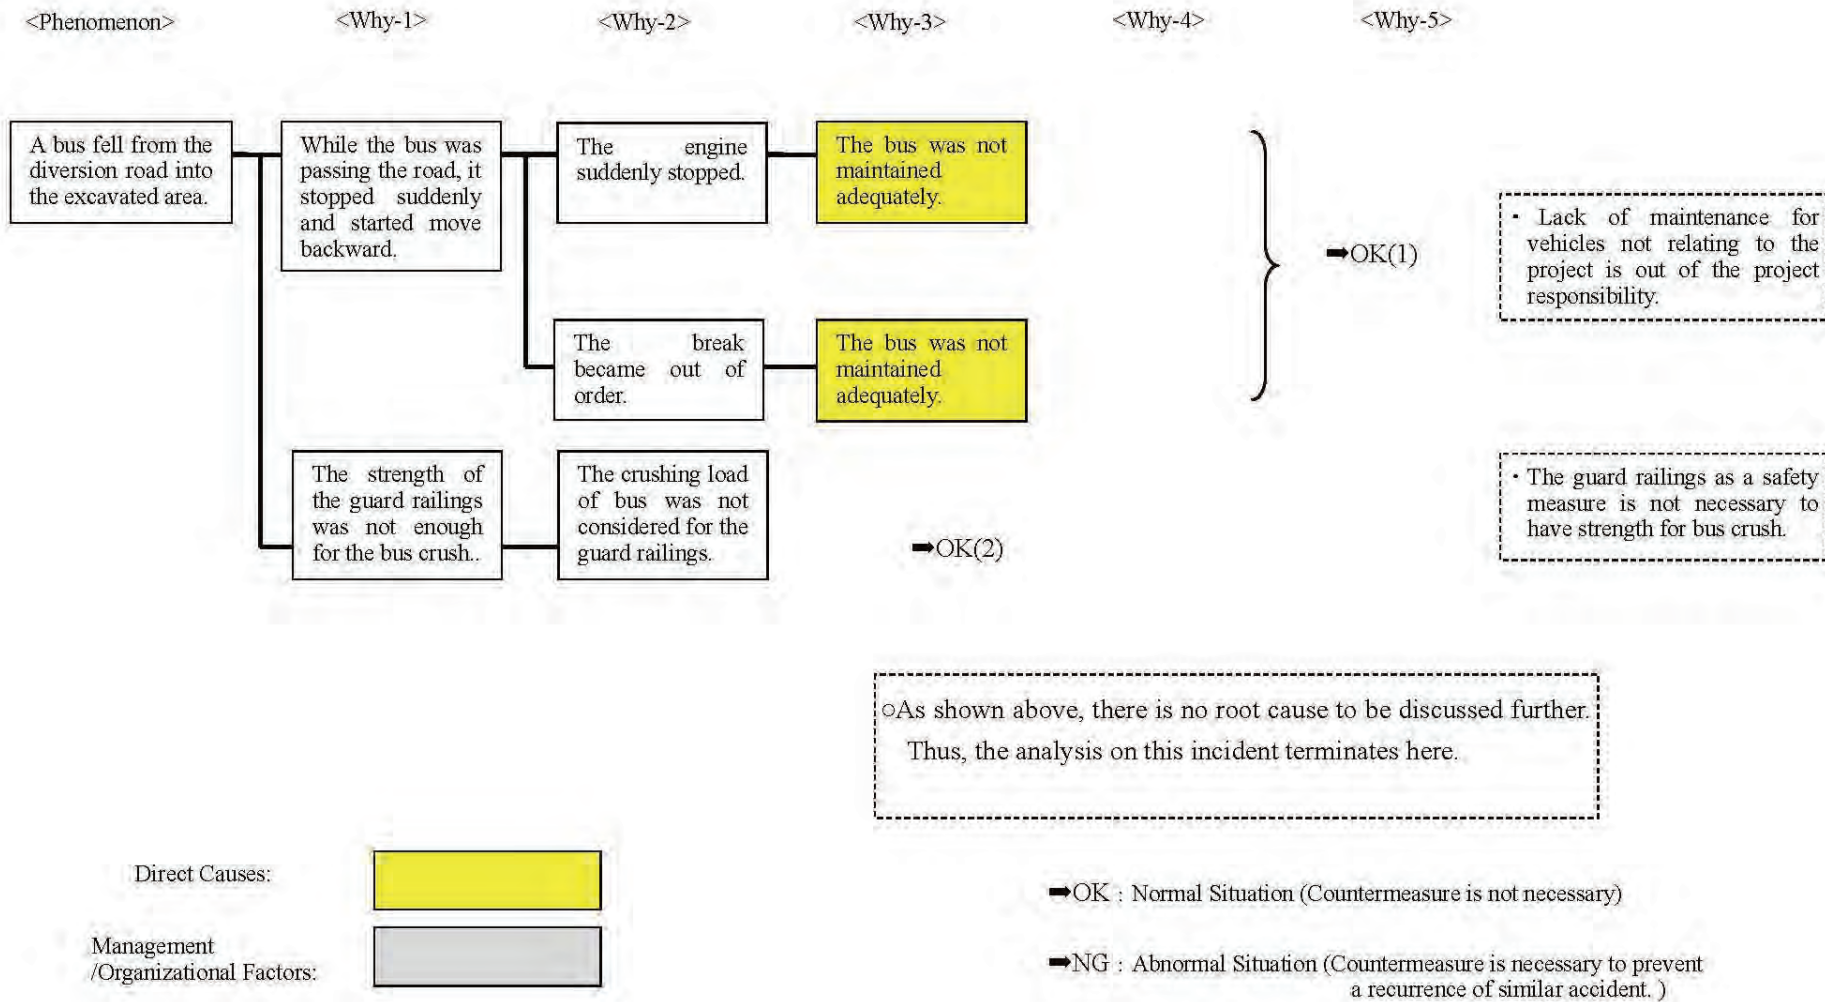 <Phenomenon>
<Why-1>
<Why-2>
<Why-3>
<Why-4>
<Why-5>
A bus fell from the
diversion road into
the excavated area.
While the bus was
passing the road, it
stopped suddenly
and started move
backward.
The engine
suddenly stopped.
The bus was not
maintained
adequately.
The break
became out of
order.
The bus was not
maintained
adequately.
➡OK(1)
・ Lack of maintenance for
vehicles not relating to the
project is out of the project
responsibility.
The strength of
the guard railings
was not enough
for the bus crush..
The crushing load
of bus was not
considered for the
guard railings.
➡OK(2)
・ The guard railings as a safety
measure is not necessary to
have strength for bus crush.
○As shown above, there is no root cause to be discussed further.
Thus, the analysis on this incident terminates here.
Direct Causes:
Management
/Organizational Factors:
➡OK : Normal Situation (Countermeasure is not necessary)
➡NG : Abnormal Situation (Countermeasure is necessary to prevent
a recurrence of similar accident. )